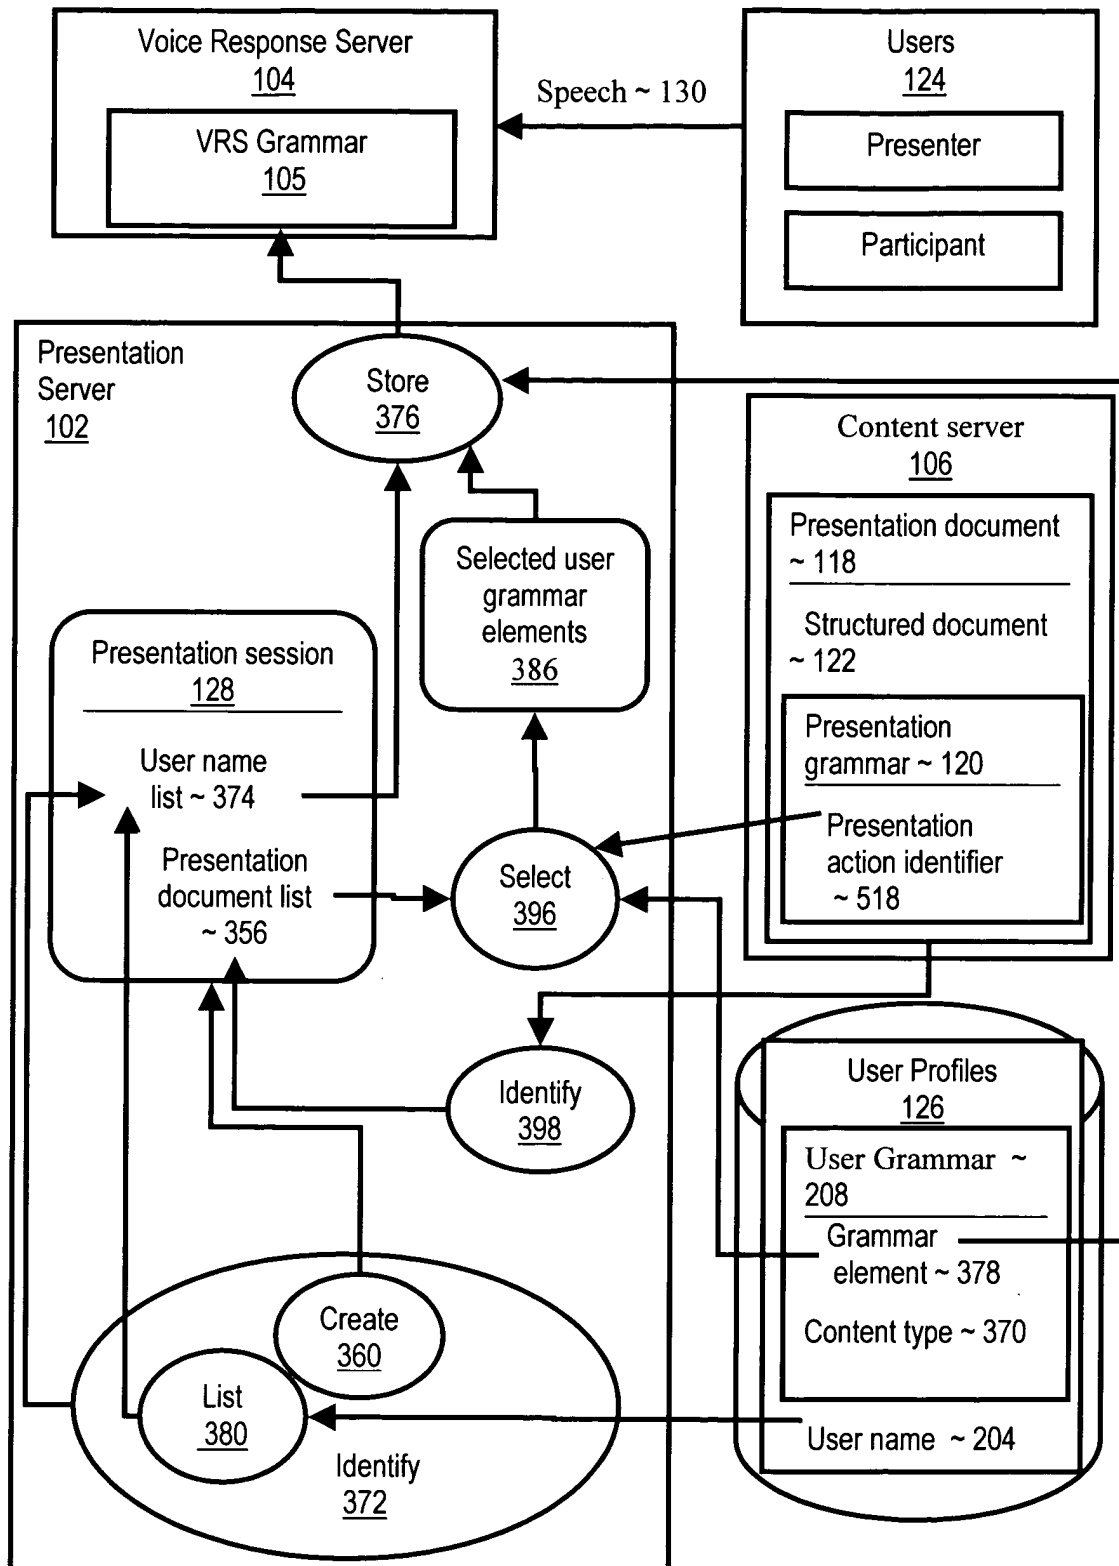 Voice Response Server
104
VRS Grammar
105
Speech ~ 130
Users
124
Presenter
Participant
Presentation
Server
102
Store
376
Selected user
grammar
elements
386
Presentation session
128
User name
list ~ 374
Presentation
document list
~ 356
Select
396
Identify
398
Create
360
List
380
Identify
372
Content server
106
Presentation document
~ 118
Structured document
~ 122
Presentation
grammar ~ 120
Presentation
action identifier
~ 518
User Profiles
126
User Grammar ~
208
Grammar
element ~ 378
Content type ~ 370
User name ~ 204